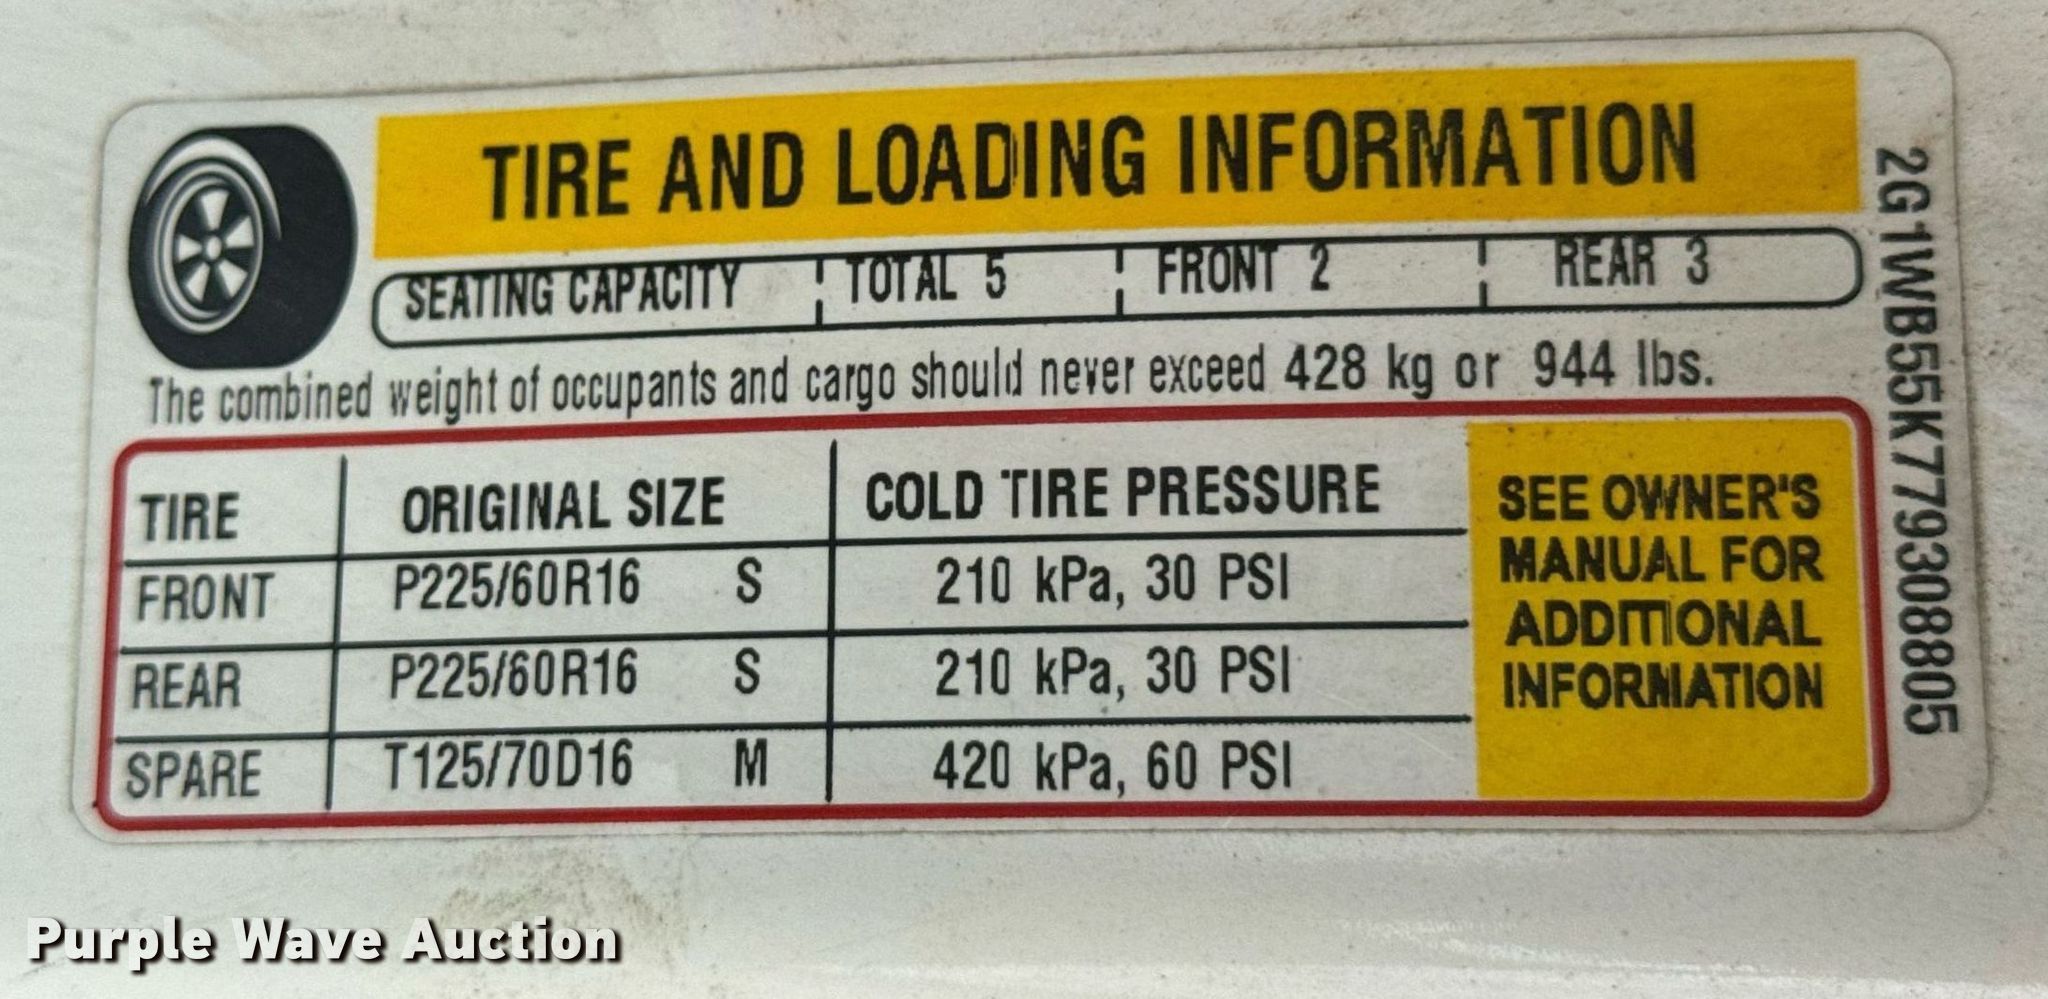 TIRE AND LOADING INFORMATION
SEATING CAPACITY TOTAL 5 FRONT 2 REAR 3
The combined weight of occupants and cargo should never exceed 428 kg or 944 lbs.
TIRE ORIGINAL SIZE COLD TIRE PRESSURE
FRONT P225/60R16 S 210 kPa, 30 PSI
REAR P225/60R16 S 210 kPa, 30 PSI
SPARE T125/70D16 M 420 kPa, 60 PSI
SEE OWNER'S
MANUAL FOR
ADDITIONAL
INFORMATION
2G1WB55K779308805
Purple Wave Auction